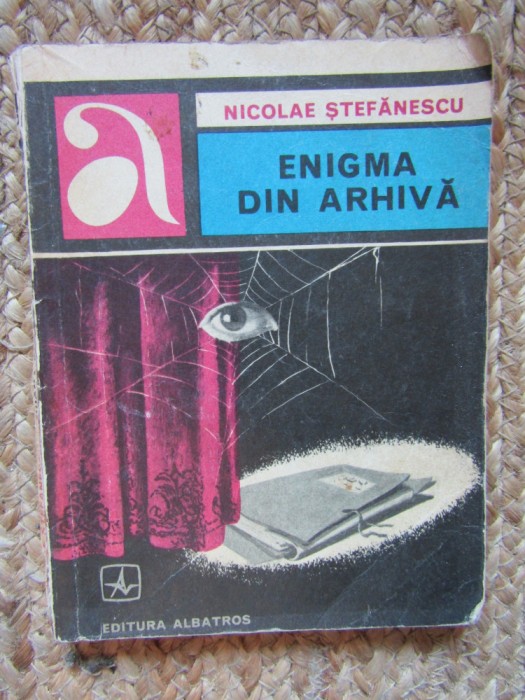 a
NICOLAE ŞTEFĂNESCU
ENIGMA
DIN ARHIVĂ
EDITURA ALBATROS